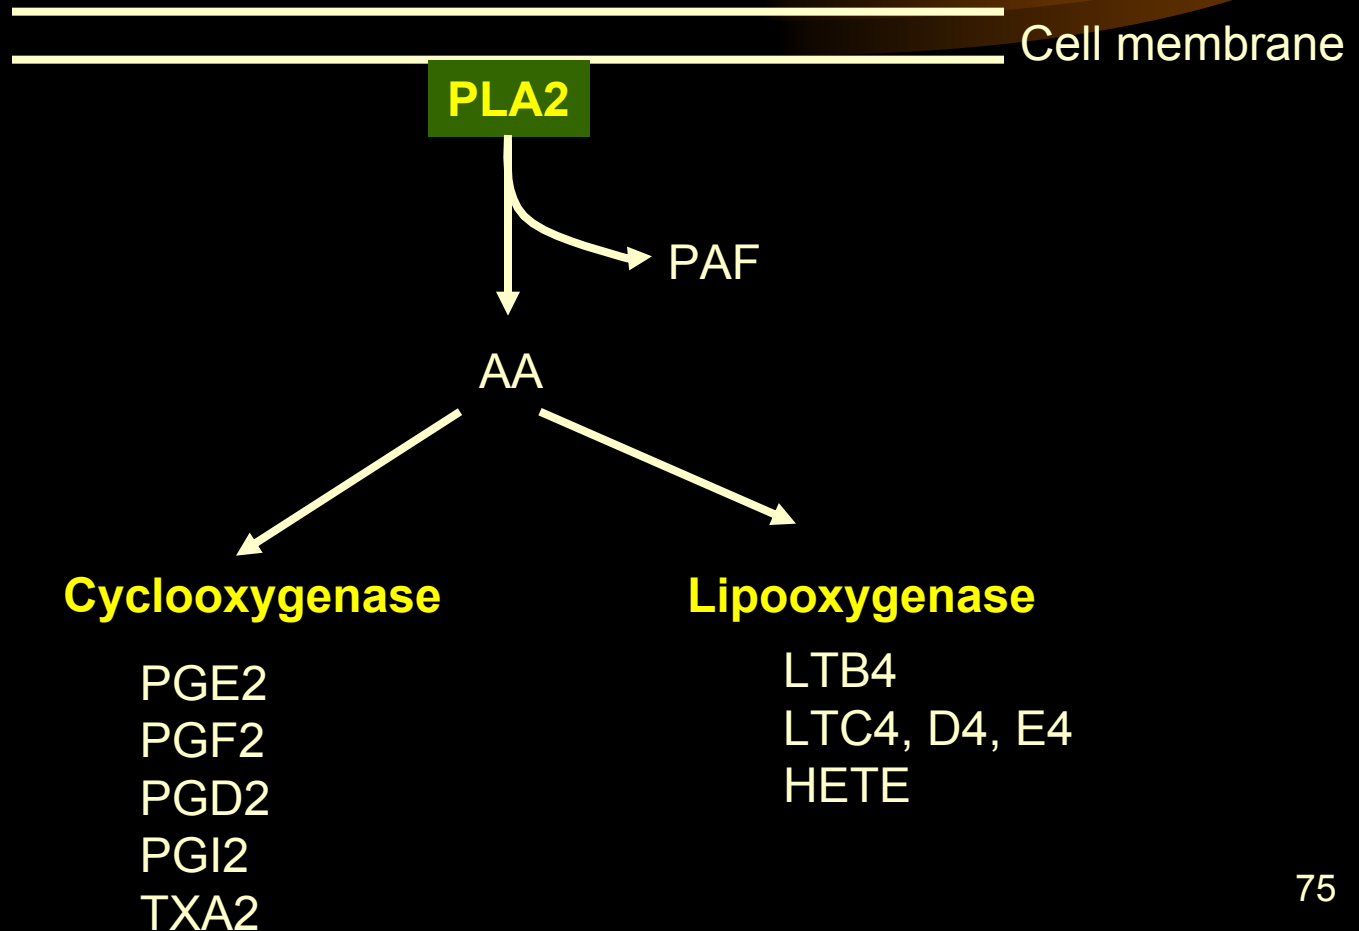 Cell membrane
PLA2
PAF
AA
Cyclooxygenase
PGE2
PGF2
PGD2
PGI2
TXA2
Lipooxygenase
LTB4
LTC4, D4, E4
HETE
75